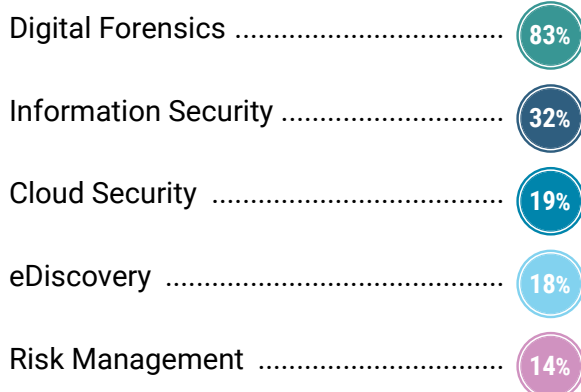 Digital Forensics ................................ 83%
Information Security .......................... 32%
Cloud Security ................................... 19%
eDiscovery ........................................ 18%
Risk Management ............................. 14%